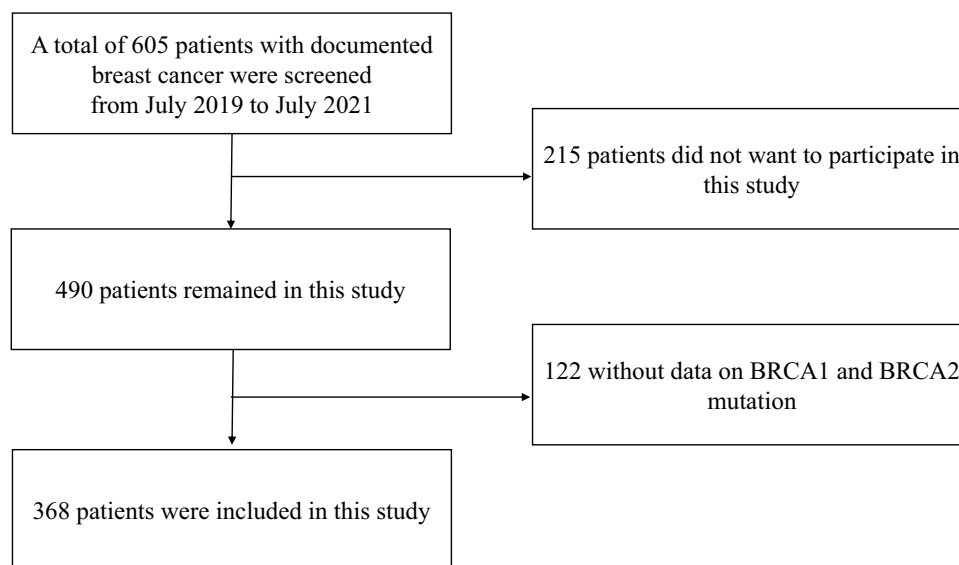 A total of 605 patients with documented
breast cancer were screened
from July 2019 to July 2021
215 patients did not want to participate in
this study
490 patients remained in this study
122 without data on BRCA1 and BRCA2
mutation
368 patients were included in this study